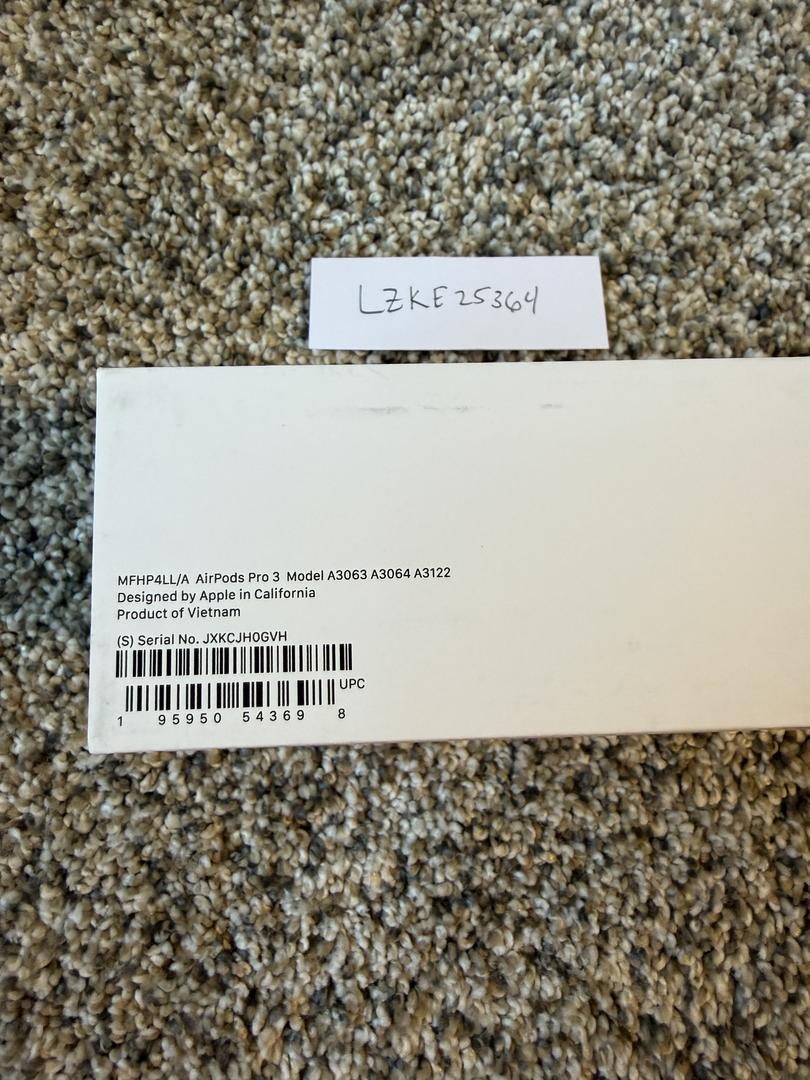 LZKE25364
MFHP4LL/A AirPods Pro 3 Model A3063 A3064 A3122
Designed by Apple in California
Product of Vietnam
(S) Serial No. JXKCJH0GVH
UPC
1 95950 54369 8